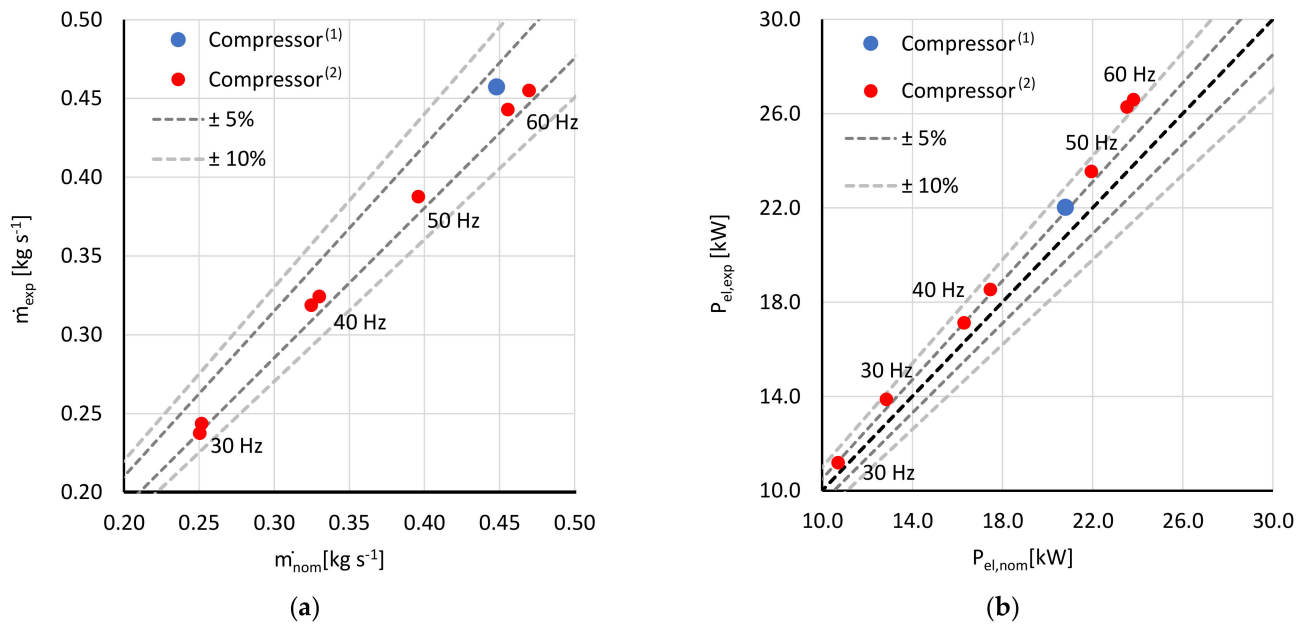 0.50
0.45
0.40
0.35
0.30
0.25
0.20
ṁexp [kg s-1]
Compressor(1)
Compressor(2)
± 5%
± 10%
60 Hz
50 Hz
40 Hz
30 Hz
0.20 0.25 0.30 0.35 0.40 0.45 0.50
ṁnom[kg s-1]
(a)
30.0
26.0
22.0
18.0
14.0
10.0
Pel,exp [kW]
Compressor(1)
Compressor(2)
± 5%
± 10%
60 Hz
50 Hz
40 Hz
30 Hz
30 Hz
10.0 14.0 18.0 22.0 26.0 30.0
Pel,nom[kW]
(b)